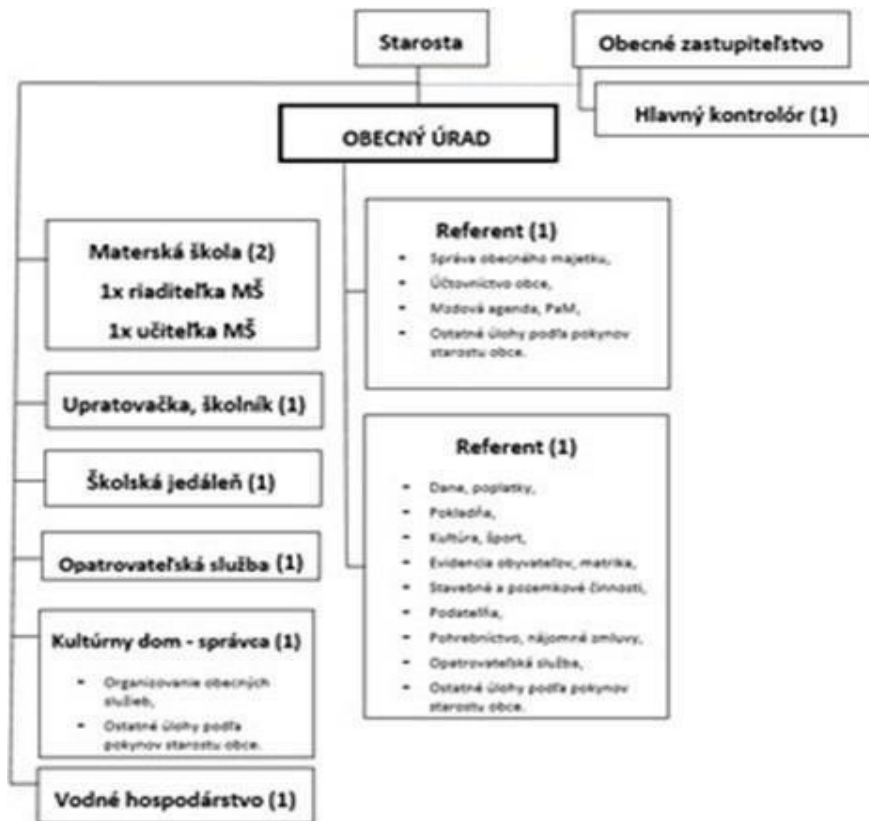 Starosta
Obecné zastupiteľstvo
Hlavný kontrolór (1)
OBECNÝ ÚRAD
Materská škola (2)
1x riaditeľka MŠ
1x učiteľka MŠ
Upratovačka, školník (1)
Školská jedáleň (1)
Opatrovateľská služba (1)
Kultúrny dom - správca (1)
- Organizovanie obecných
služieb,
- Ostatné úlohy podľa
pokynov starostu obce.
Vodné hospodárstvo (1)
Referent (1)
- Správa obecného majetku,
- Účtovníctvo obce,
- Mzdová agenda, PaM,
- Ostatné úlohy podľa pokynov
starostu obce.
Referent (1)
- Dane, poplatky,
- Pokladňa,
- Kultúra, šport,
- Evidencia obyvateľov, matrika,
- Stavebné a pozemkové činnosti,
- Podateľňa,
- Pohrebníctvo, nájomné zmluvy,
- Opatrovateľská služba,
- Ostatné úlohy podľa pokynov
starostu obce.